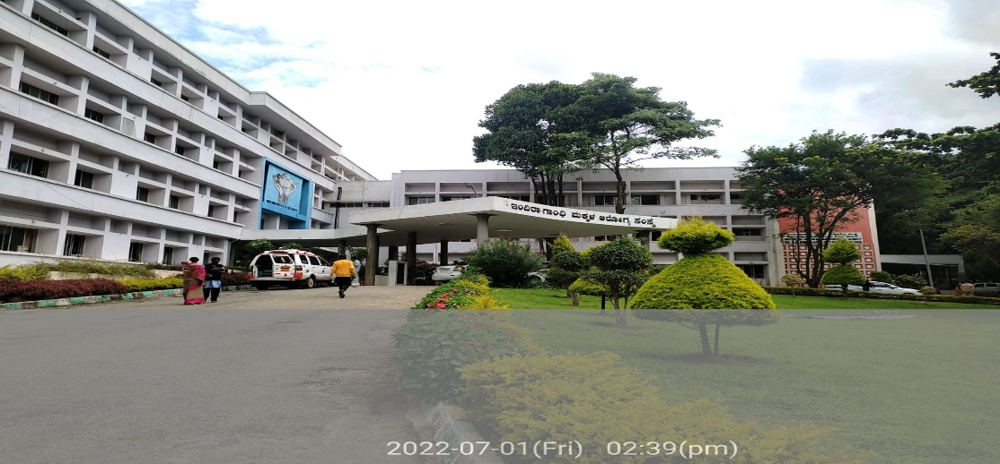 ಇಂದಿರಾ ಗಾಂಧಿ ಮಕ್ಕಳ ಆರೋಗ್ಯ ಸಂಸ್ಥೆ
2022-07-01(Fri) 02:39(pm)